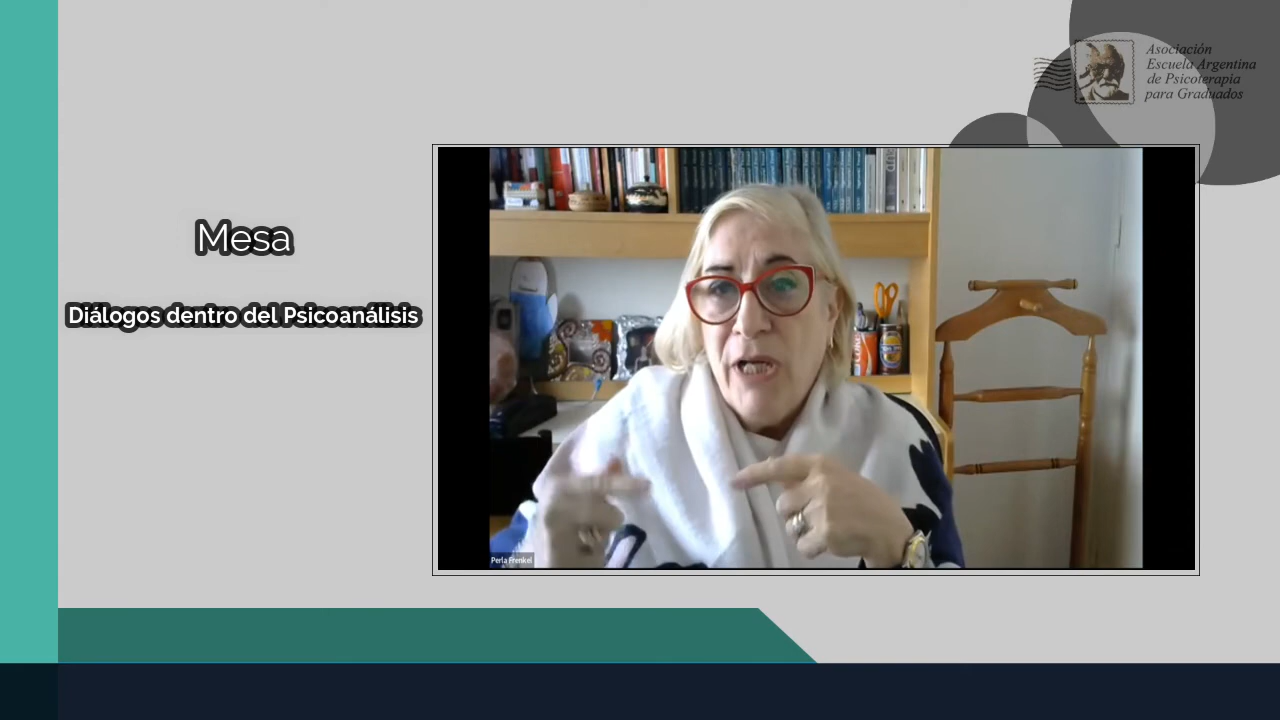 Asociación
Escuela Argentina
de Psicoterapia
para Graduados
Mesa
Diálogos dentro del Psicoanálisis
Perla Frenkel